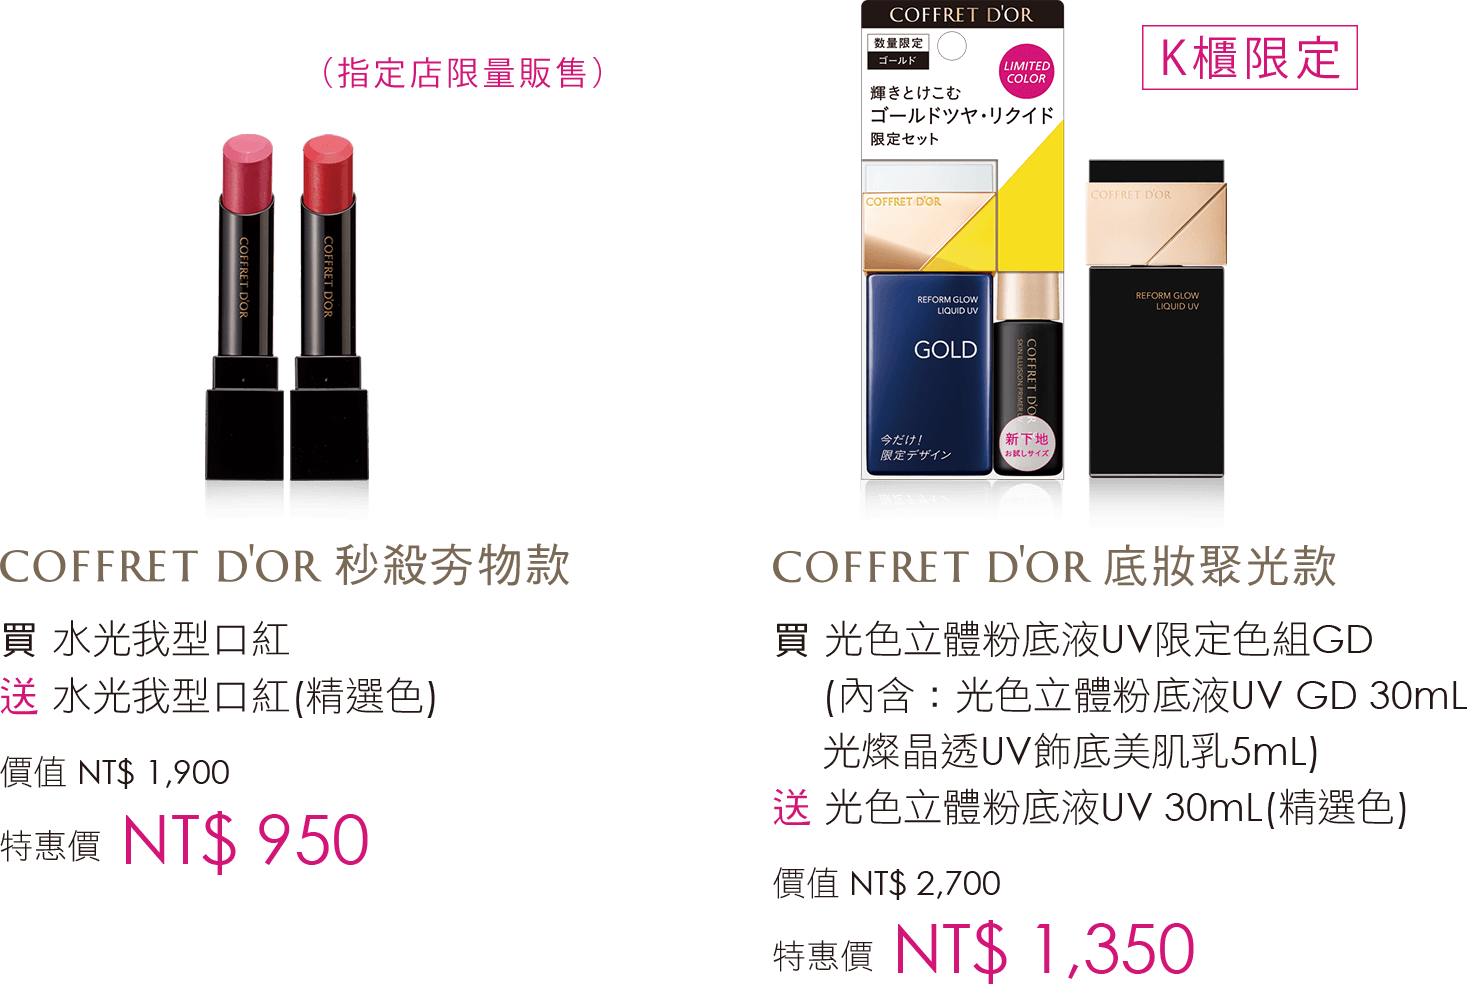 （指定店限量販售）
COFFRET D'OR
COFFRET D'OR
COFFRET D'OR 秒殺夯物款
買 水光我型口紅
送 水光我型口紅(精選色)
價值 NT$ 1,900
特惠價 NT$ 950
COFFRET D'OR
数量限定
ゴールド
LIMITED
COLOR
輝きとけこむ
ゴールドツヤ・リクイド
限定セット
COFFRET D'OR
REFORM GLOW
LIQUID UV
GOLD
今だけ！
限定デザイン
COFFRET D'OR
SKIN ILLUSION PRIMER
新下地
お試しサイズ
K櫃限定
COFFRET D'OR
REFORM GLOW
LIQUID UV
COFFRET D'OR 底妝聚光款
買 光色立體粉底液UV限定色組GD
(內含：光色立體粉底液UV GD 30mL
光燦晶透UV飾底美肌乳5mL)
送 光色立體粉底液UV 30mL(精選色)
價值 NT$ 2,700
特惠價 NT$ 1,350